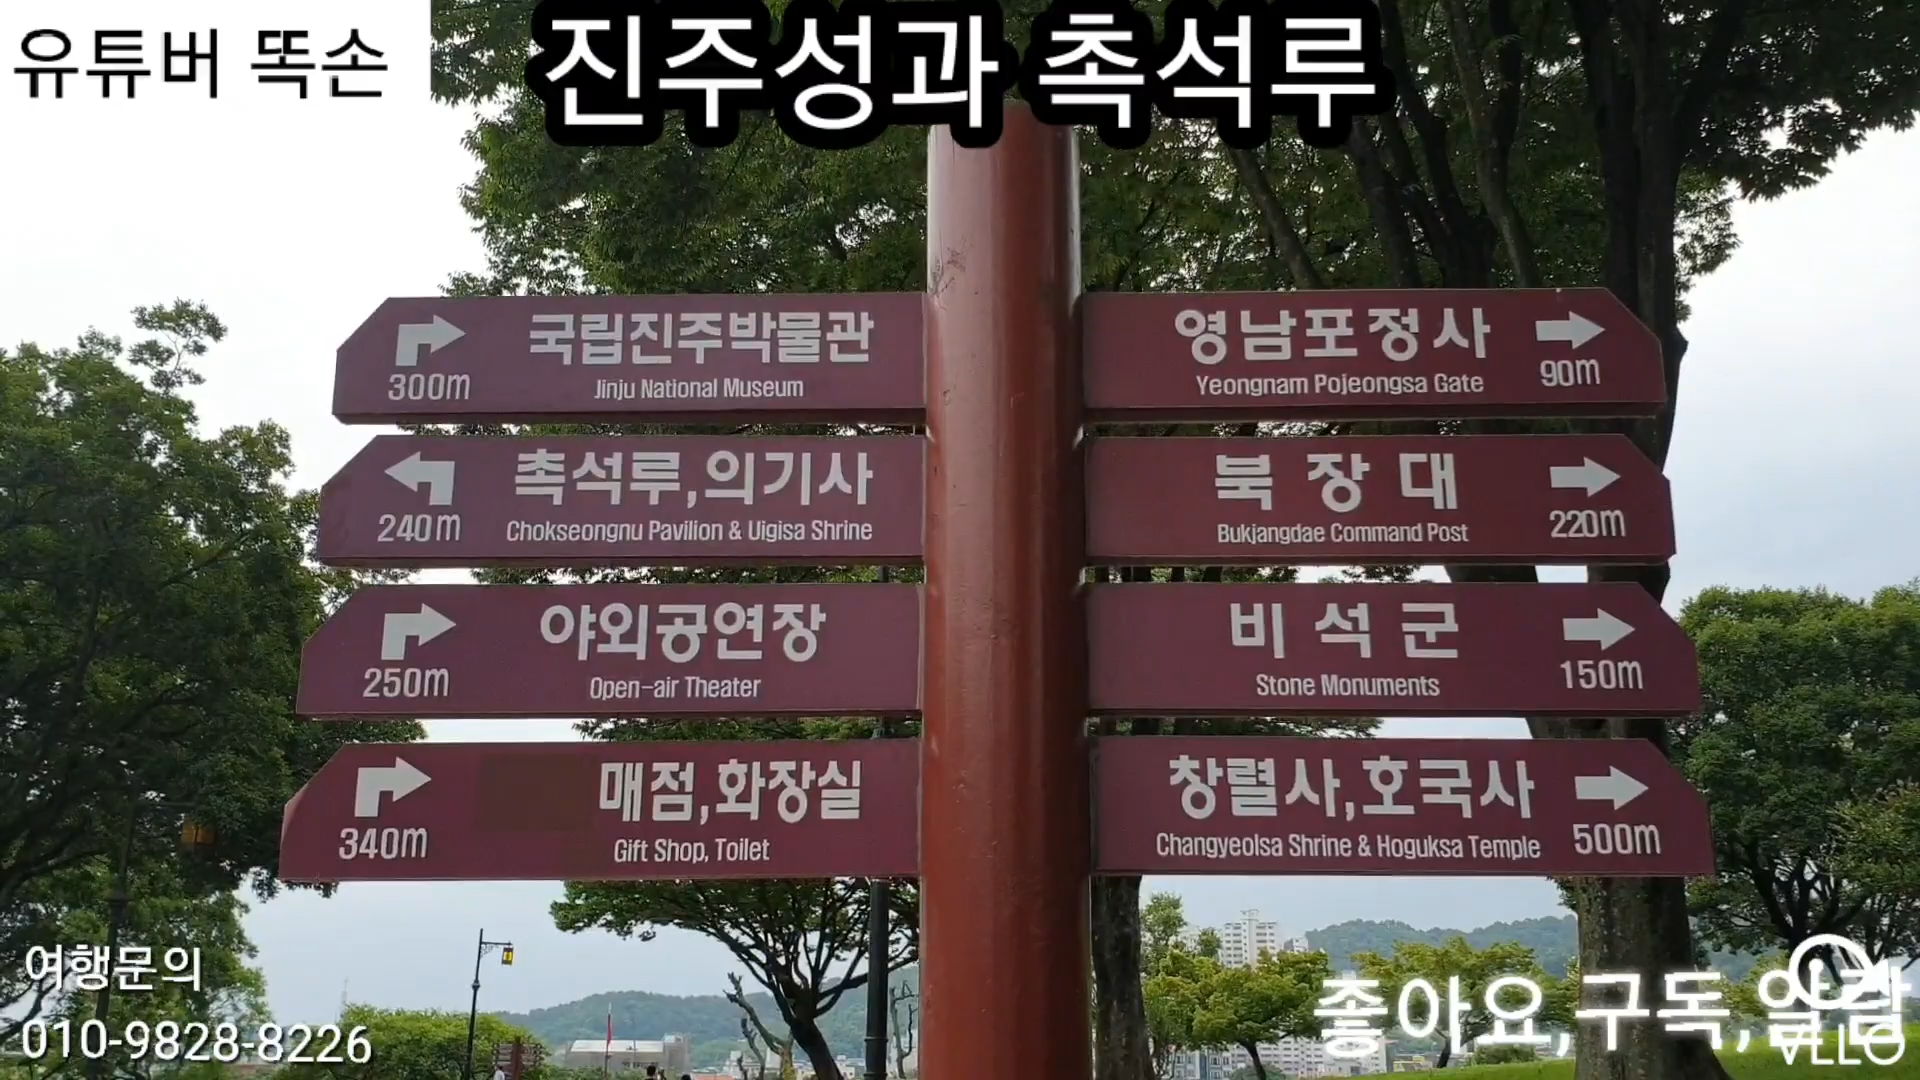 유튜버 똑손
진주성과 촉석루
국립진주박물관
Jinju National Museum
300m
촉석루,의기사
Chokseongnu Pavilion & Uigisa Shrine
240m
야외공연장
Open-air Theater
250m
매점,화장실
Gift Shop, Toilet
340m
영남포정사
Yeongnam Pojeongsa Gate
90m
북장대
Bukjangdae Command Post
220m
비석군
Stone Monuments
150m
창렬사,호국사
Changyeolsa Shrine & Hoguksa Temple
500m
여행문의
010-9828-8226
좋아요,구독,알람
VLLO